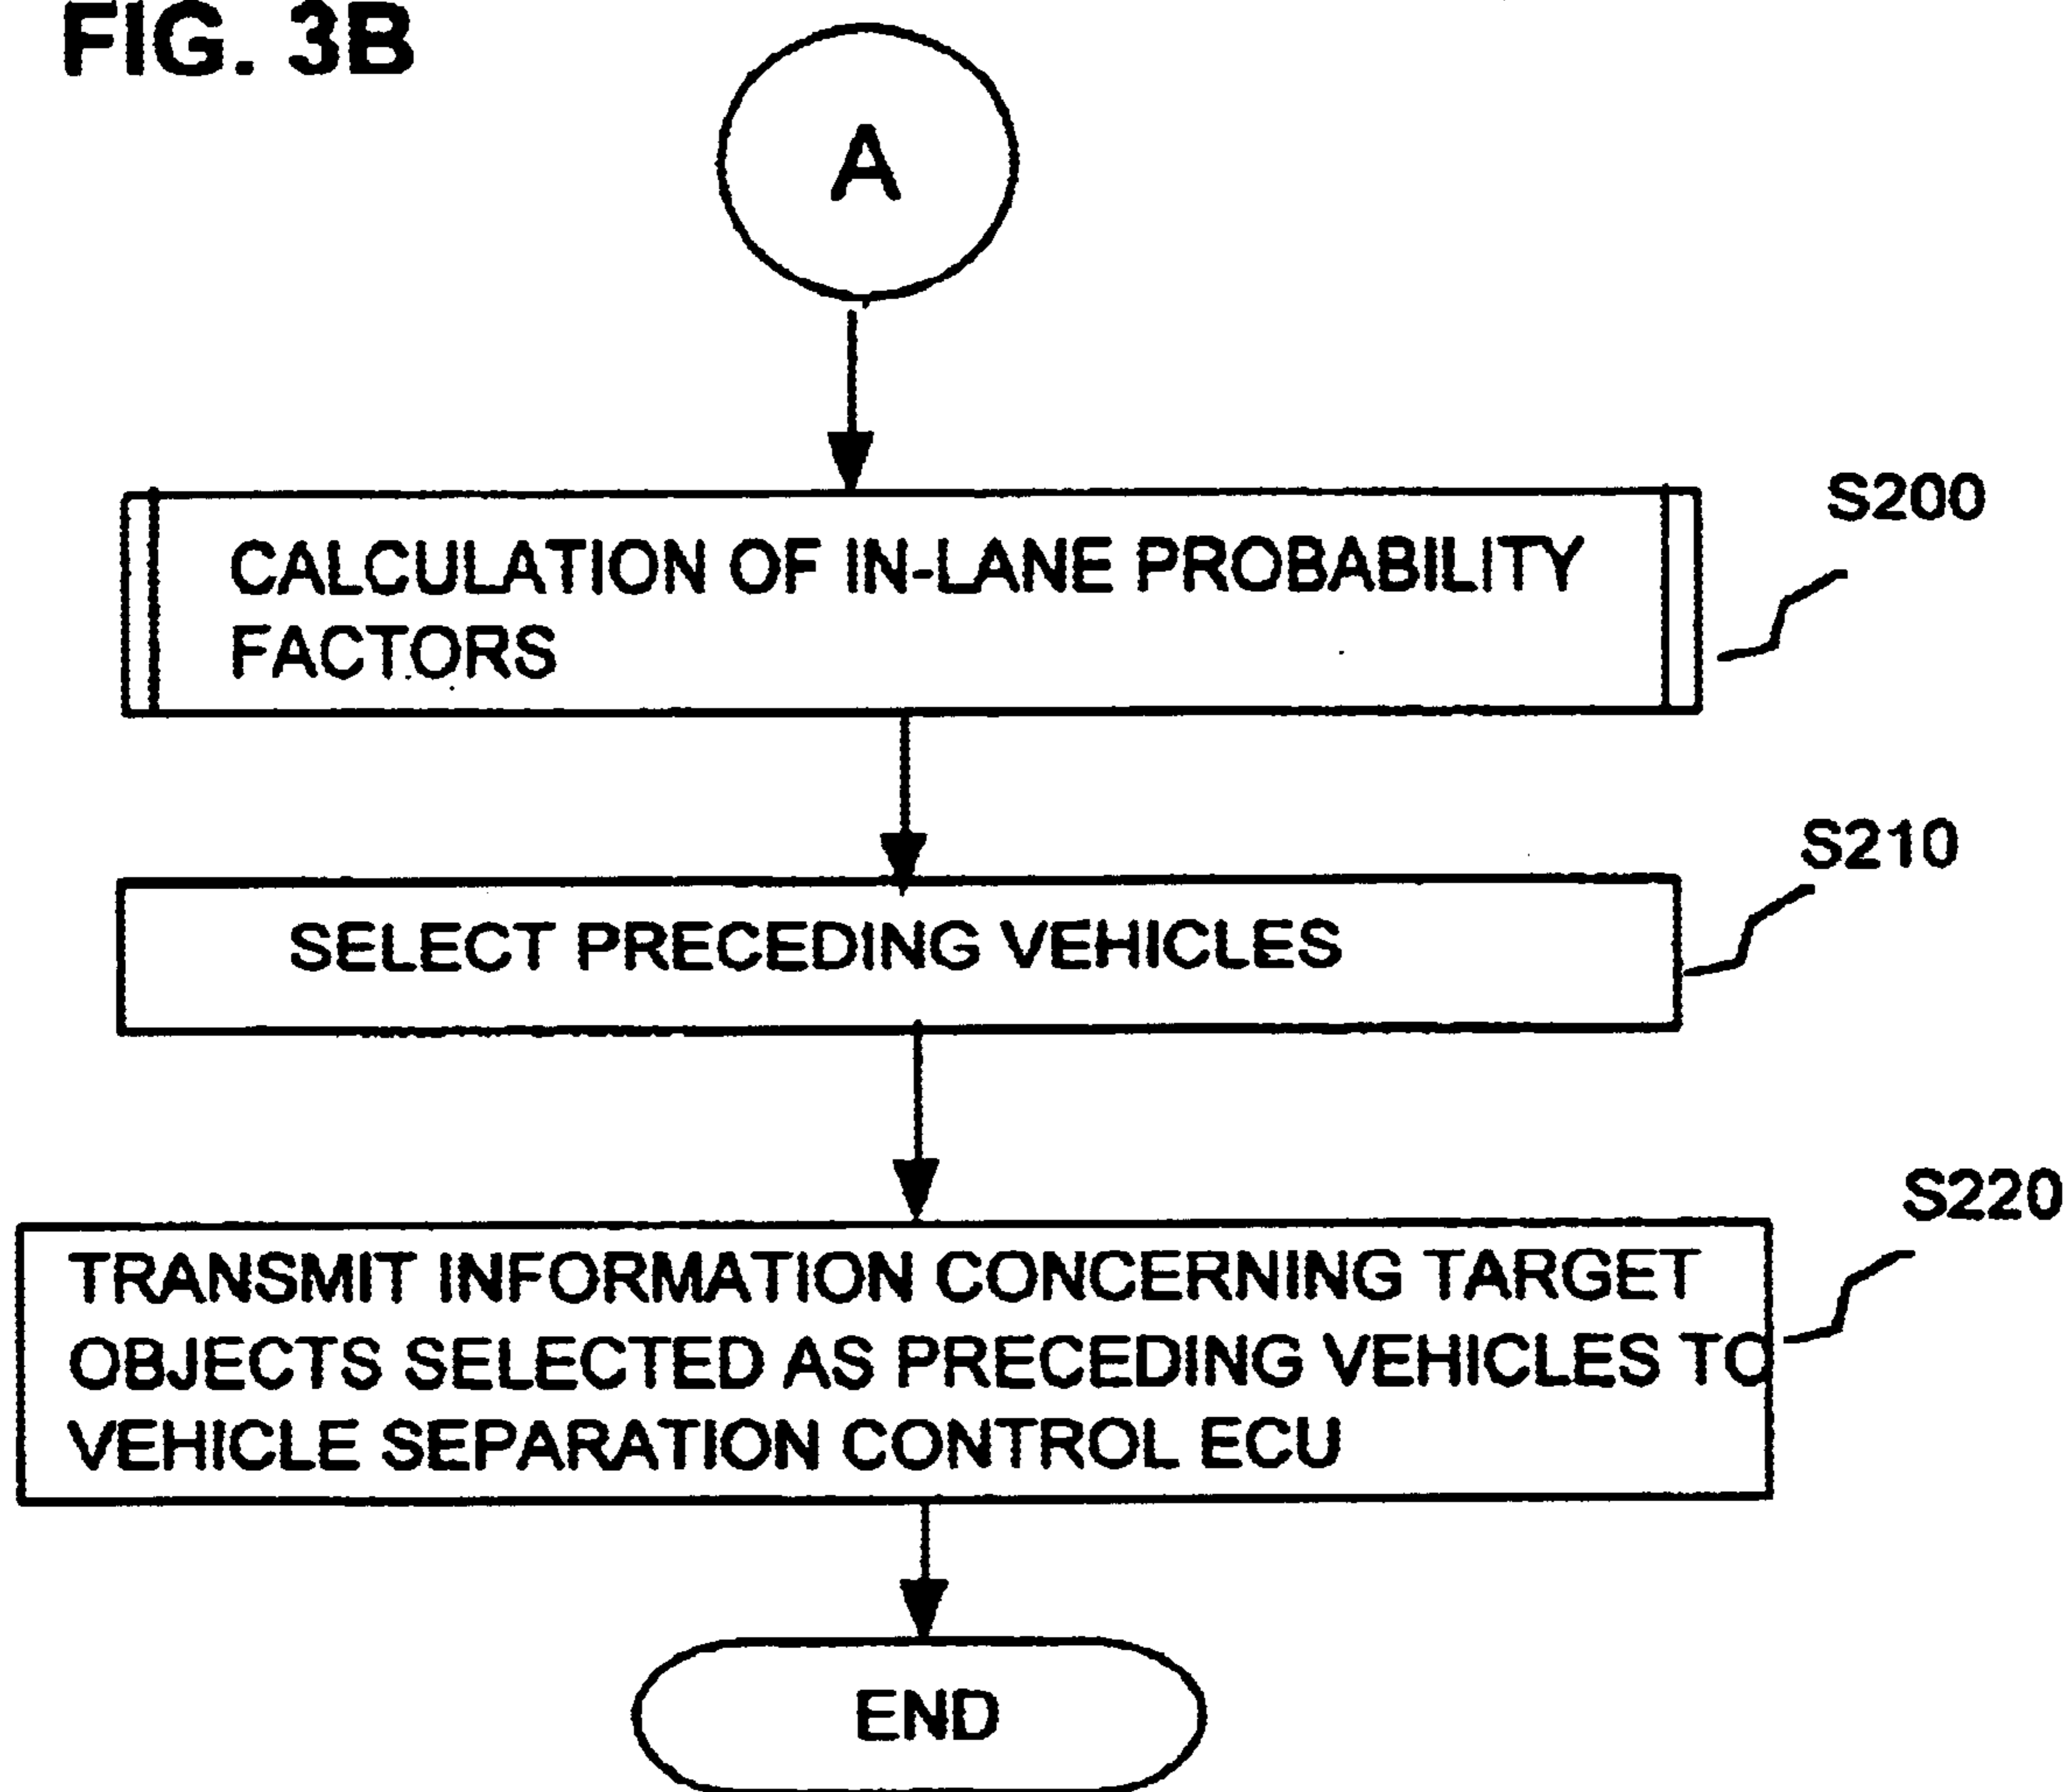 FIG. 3B
A
S200
CALCULATION OF IN-LANE PROBABILITY
FACTORS
S210
SELECT PRECEDING VEHICLES
S220
TRANSMIT INFORMATION CONCERNING TARGET
OBJECTS SELECTED AS PRECEDING VEHICLES TO
VEHICLE SEPARATION CONTROL ECU
END